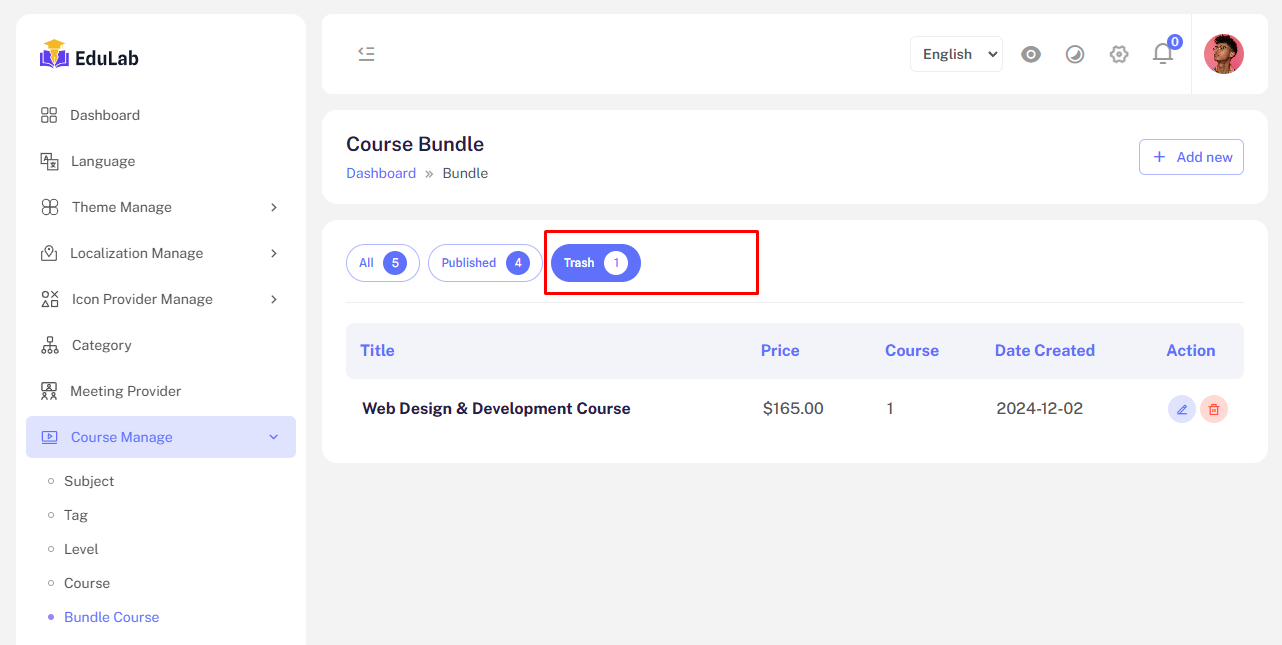 EduLab
Dashboard
Language
Theme Manage
Localization Manage
Icon Provider Manage
Category
Meeting Provider
Course Manage
Subject
Tag
Level
Course
Bundle Course
English
0
Course Bundle
Dashboard » Bundle
+ Add new
All 5 Published 4 Trash 1
Title Price Course Date Created Action
Web Design & Development Course $165.00 1 2024-12-02